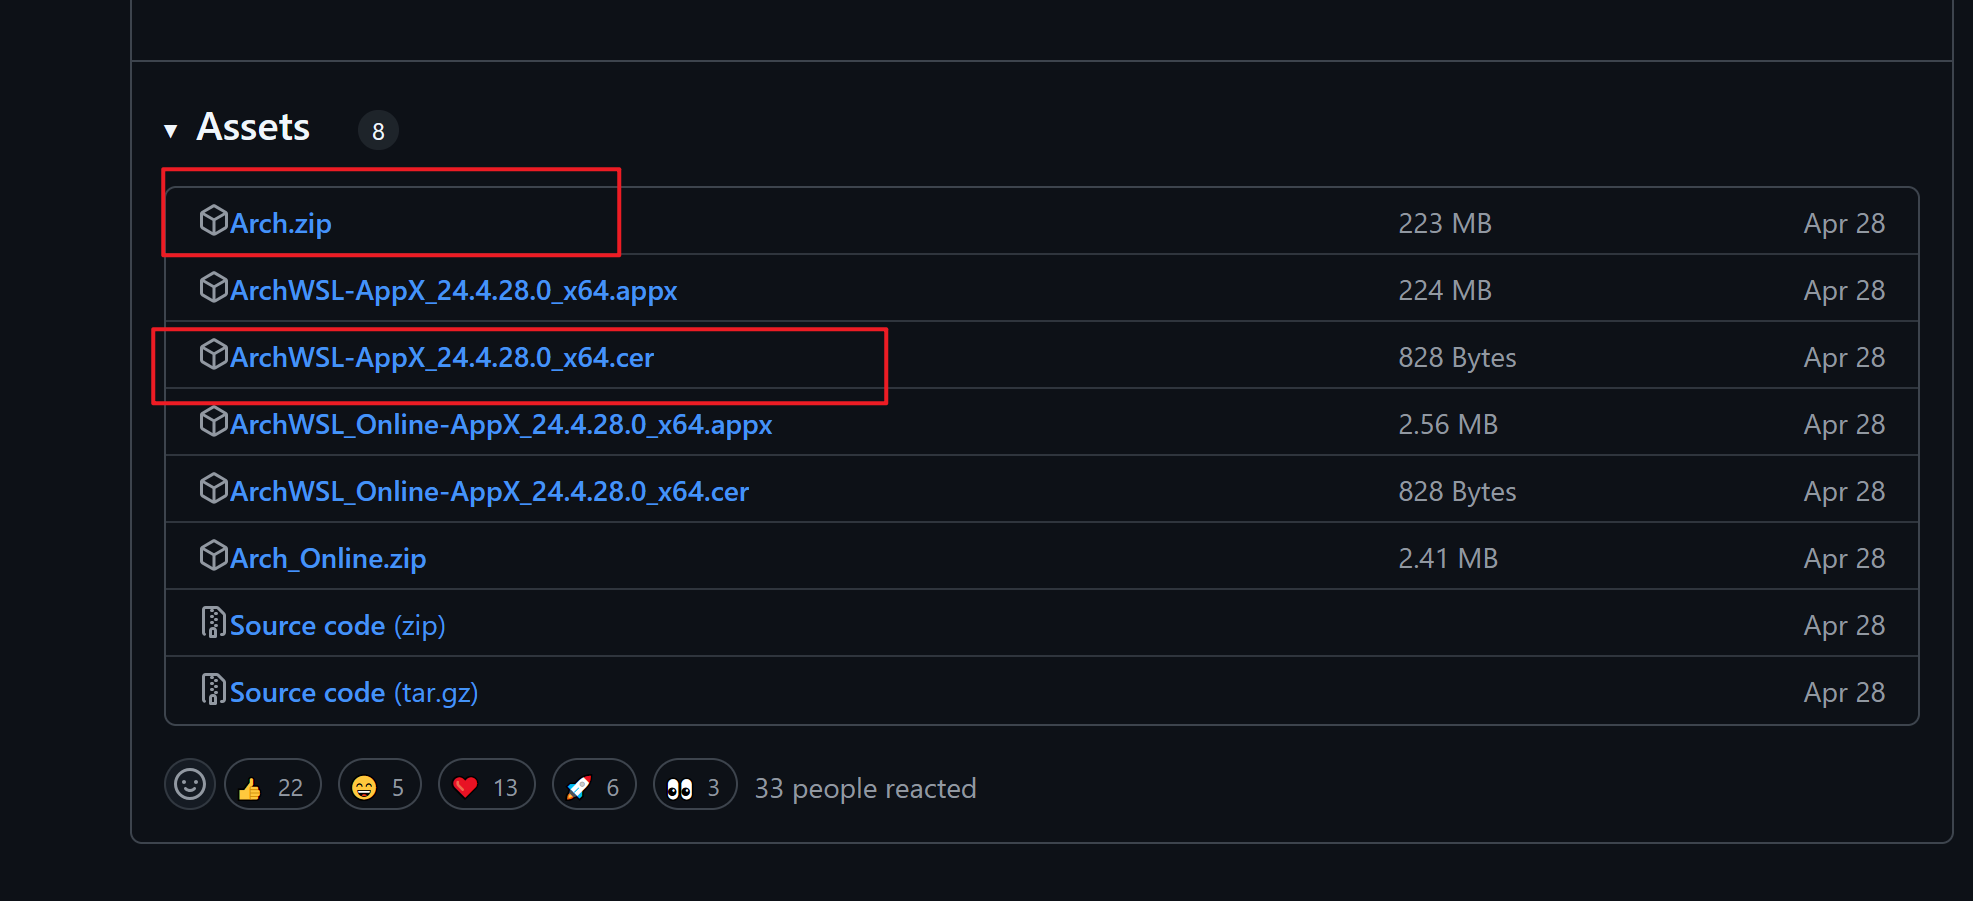 Assets 8
Arch.zip 223 MB Apr 28
ArchWSL-AppX_24.4.28.0_x64.appx 224 MB Apr 28
ArchWSL-AppX_24.4.28.0_x64.cer 828 Bytes Apr 28
ArchWSL_Online-AppX_24.4.28.0_x64.appx 2.56 MB Apr 28
ArchWSL_Online-AppX_24.4.28.0_x64.cer 828 Bytes Apr 28
Arch_Online.zip 2.41 MB Apr 28
Source code (zip) Apr 28
Source code (tar.gz) Apr 28
22 5 13 6 3 33 people reacted